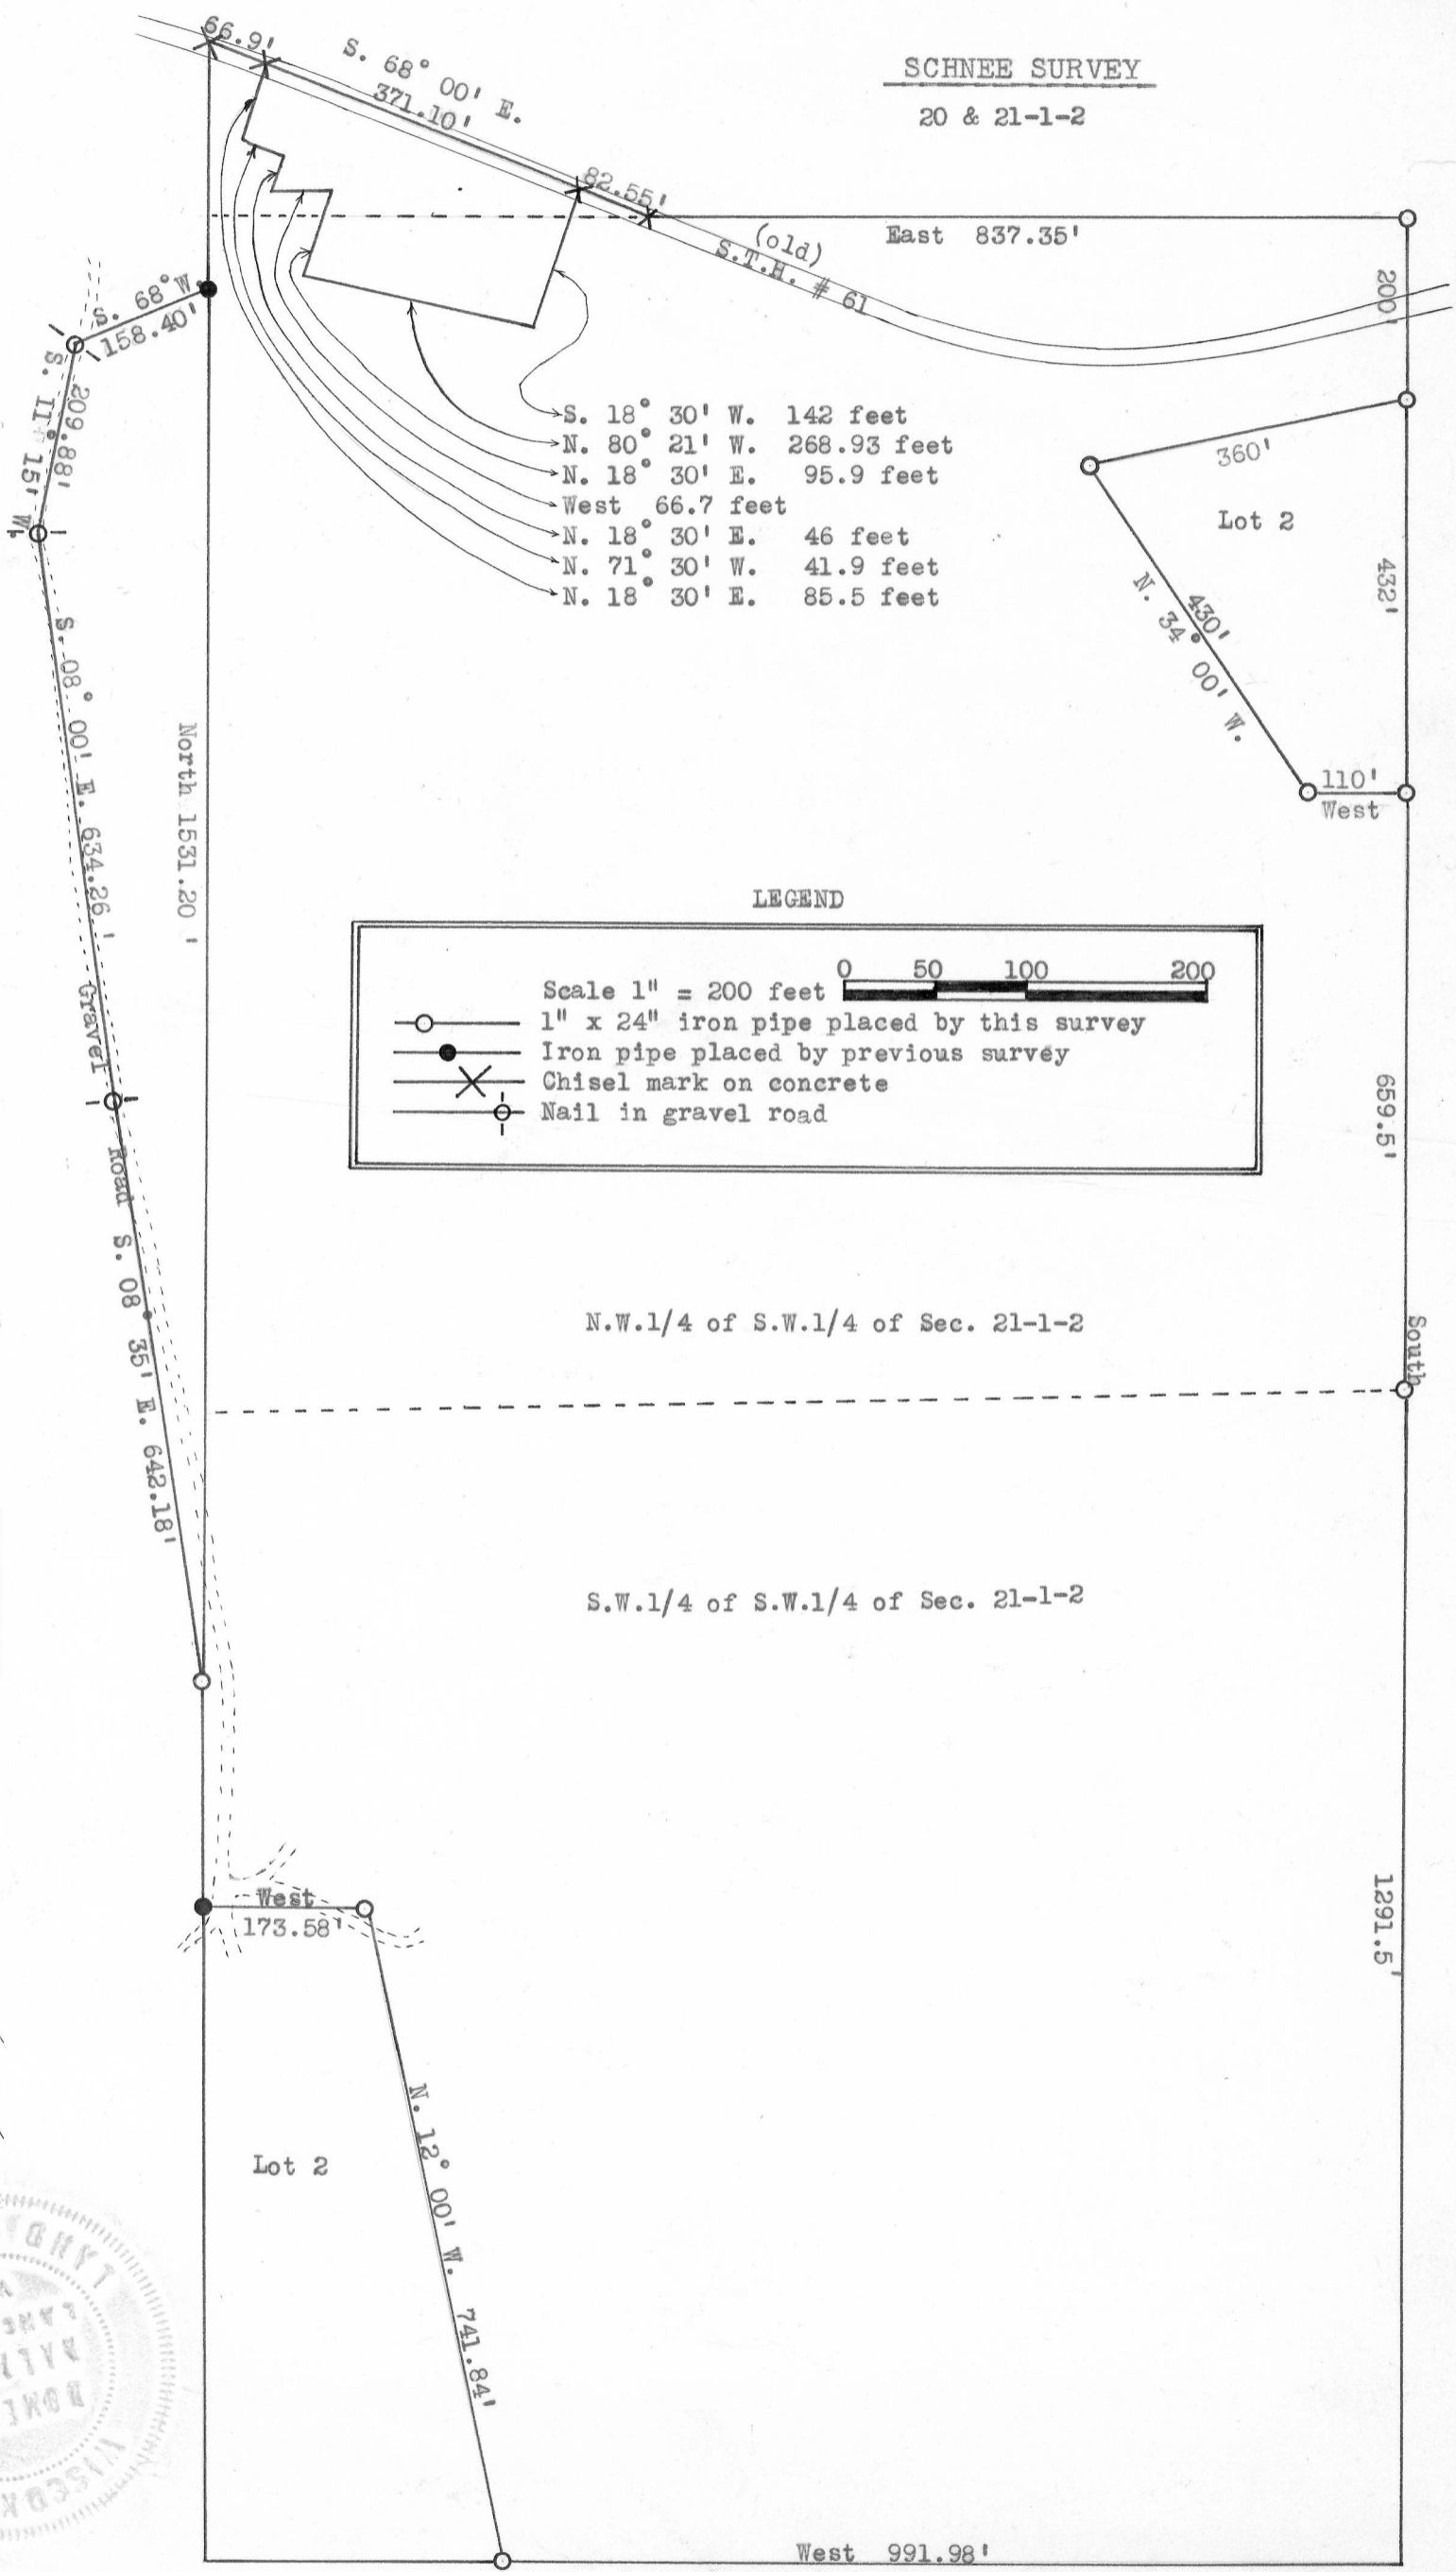 SCHNEE SURVEY
20 & 21-1-2
66.9'
S. 68° 00' E.
371.10'
82.55'
East 837.35'
(old)
S.T.H. # 61
200'
S. 68° W.
158.40'
209.88'
S. 11° 15' W.
S. 18° 30' W. 142 feet
N. 80° 21' W. 268.93 feet
N. 18° 30' E. 95.9 feet
West 66.7 feet
N. 18° 30' E. 46 feet
N. 71° 30' W. 41.9 feet
N. 18° 30' E. 85.5 feet
360'
Lot 2
432'
430'
N. 34° 00' W.
110'
West
S. 08° 00' E. 634.26'
North 1531.20'
LEGEND
Scale 1" = 200 feet
0 50 100 200
1" x 24" iron pipe placed by this survey
Iron pipe placed by previous survey
Chisel mark on concrete
Nail in gravel road
659.5'
Gravel Road
S. 08° 35' E. 642.18'
N.W.1/4 of S.W.1/4 of Sec. 21-1-2
South
S.W.1/4 of S.W.1/4 of Sec. 21-1-2
1291.5'
West
173.58'
Lot 2
N. 12° 00' W. 741.84'
West 991.98'